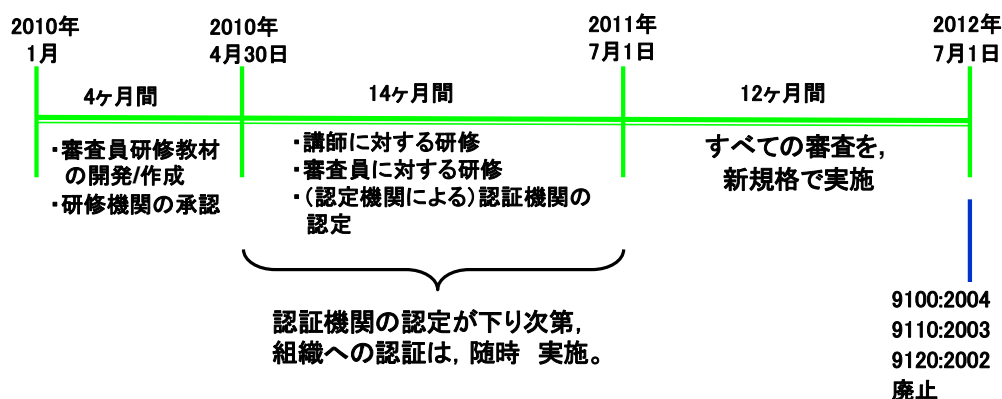 2010年
1月
2010年
4月30日
2011年
7月1日
2012年
7月1日
4ヶ月間
14ヶ月間
12ヶ月間
・審査員研修教材
の開発/作成
・研修機関の承認
・講師に対する研修
・審査員に対する研修
・(認定機関による)認証機関の
認定
すべての審査を,
新規格で実施
認証機関の認定が下り次第,
組織への認証は,随時　実施。
9100:2004
9110:2003
9120:2002
廃止